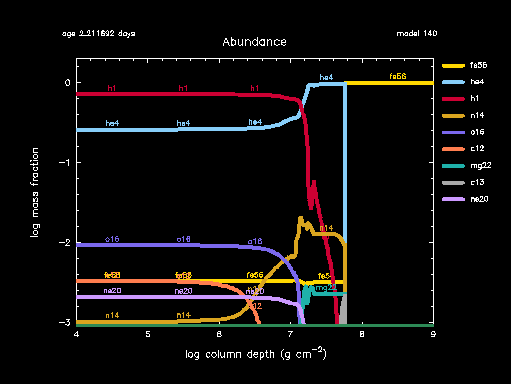 age 2.211692 days
model 140
Abundance
fe56
he4
h1
n14
o16
c12
mg22
c13
ne20
0
−1
−2
−3
log mass fraction
h1 h1 h1
he4 he4 he4
he4
fe56
n14
o16 o16 o16
fe56 fe56 fe56 fe5
ne20 ne20 ne20
mg22
c12
n14 n14
4 5 6 7 8 9
log column depth (g cm⁻²)